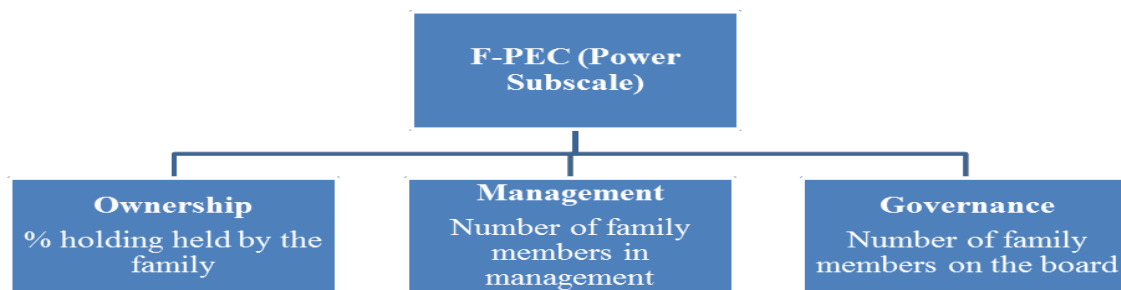 F-PEC (Power
Subscale)
Ownership
% holding held by the
family
Management
Number of family
members in
management
Governance
Number of family
members on the board